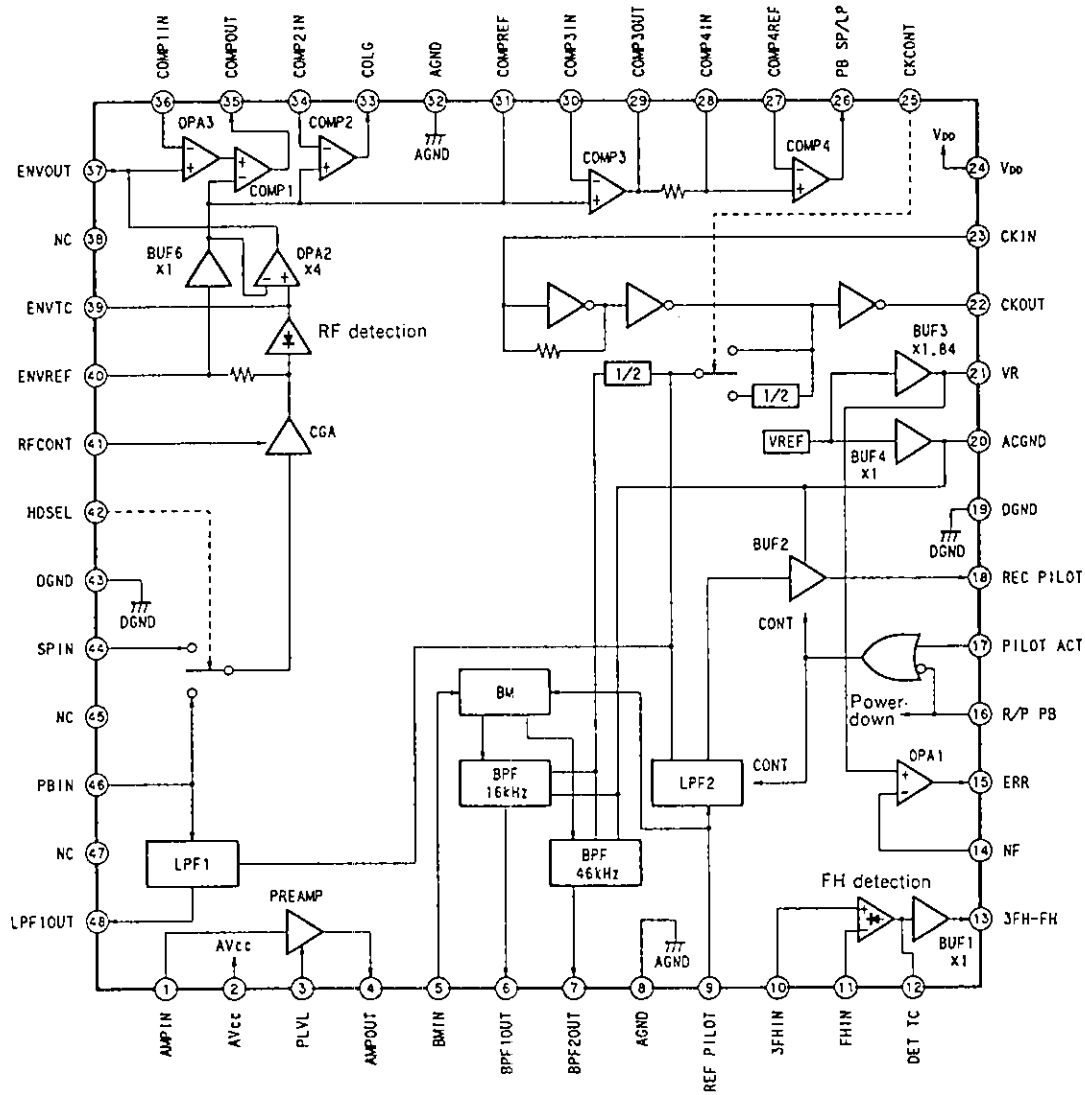 COMP1IN
COMPOUT
COMP2IN
COLG
AGND
COMPREF
COMP3IN
COMP3OUT
COMP4IN
COMP4REF
PB SP/LP
CKCONT
36 35 34 33 32 31 30 29 28 27 26 25
OPA3
COMP1
COMP2
AGND
COMP3
COMP4
VDD
24 VDD
ENVOUT 37
NC 38
BUF6
X1
OPA2
X4
23 CKIN
ENVTC 39
RF detection
22 CKOUT
BUF3
X1.84
ENVREF 40
1/2
1/2
21 VR
RFCONT 41
CGA
VREF
BUF4
X1
20 ACGND
HDSEL 42
19 DGND
DGND
BUF2
DGND 43
DGND
18 REC PILOT
CONT
SPIN 44
17 PILOT ACT
BM
Power-
down
NC 45
16 R/P PB
PBIN 46
BPF
16kHz
LPF2
CONT
OPA1
15 ERR
NC 47
LPF1
BPF
46kHz
14 NF
FH detection
LPF1OUT 48
PREAMP
AVcc
AGND
BUF1
X1
13 3FH-FH
1 2 3 4 5 6 7 8 9 10 11 12
AMPIN
AVcc
PLVL
AMPOUT
BMIN
BPF1OUT
BPF2OUT
AGND
REF PILOT
3FHIN
FHIN
DET TC